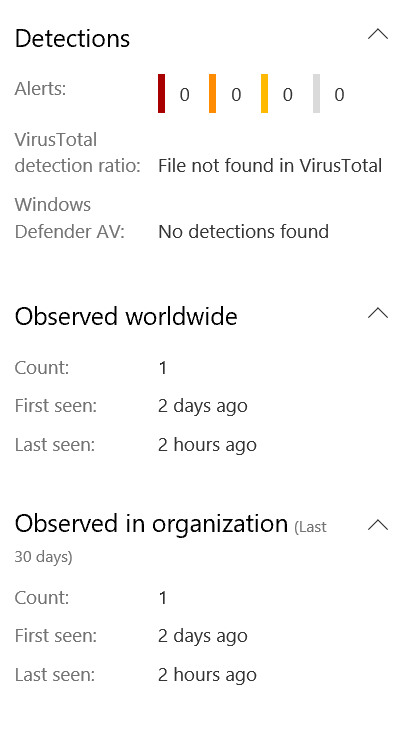 Detections
Alerts: 0 0 0 0
VirusTotal
detection ratio: File not found in VirusTotal
Windows
Defender AV: No detections found
Observed worldwide
Count: 1
First seen: 2 days ago
Last seen: 2 hours ago
Observed in organization (Last
30 days)
Count: 1
First seen: 2 days ago
Last seen: 2 hours ago